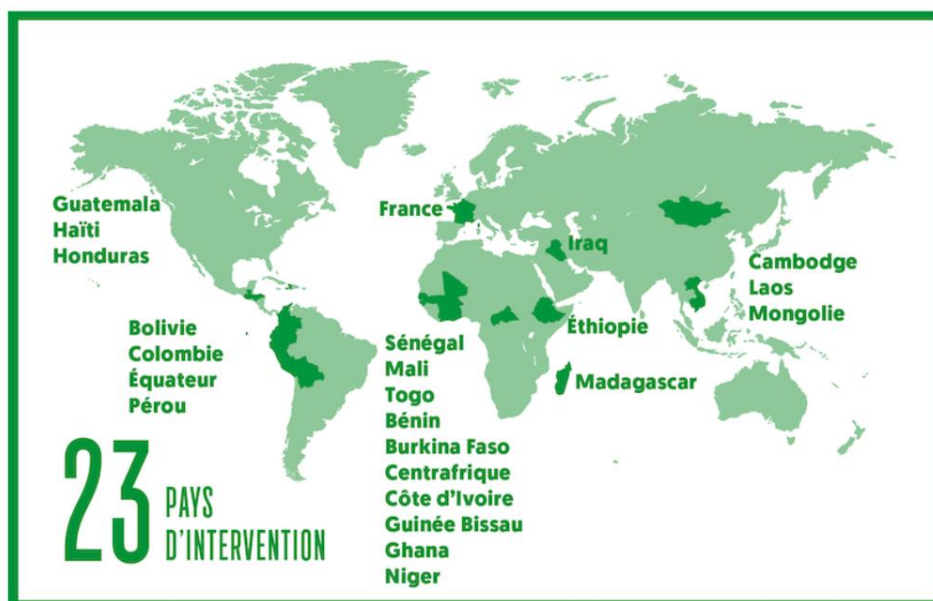 Guatemala
Haïti
Honduras
Bolivie
Colombie
Équateur
Pérou
France
Iraq
Éthiopie
Madagascar
Sénégal
Mali
Togo
Bénin
Burkina Faso
Centrafrique
Côte d'Ivoire
Guinée Bissau
Ghana
Niger
Cambodge
Laos
Mongolie
23 PAYS
D'INTERVENTION